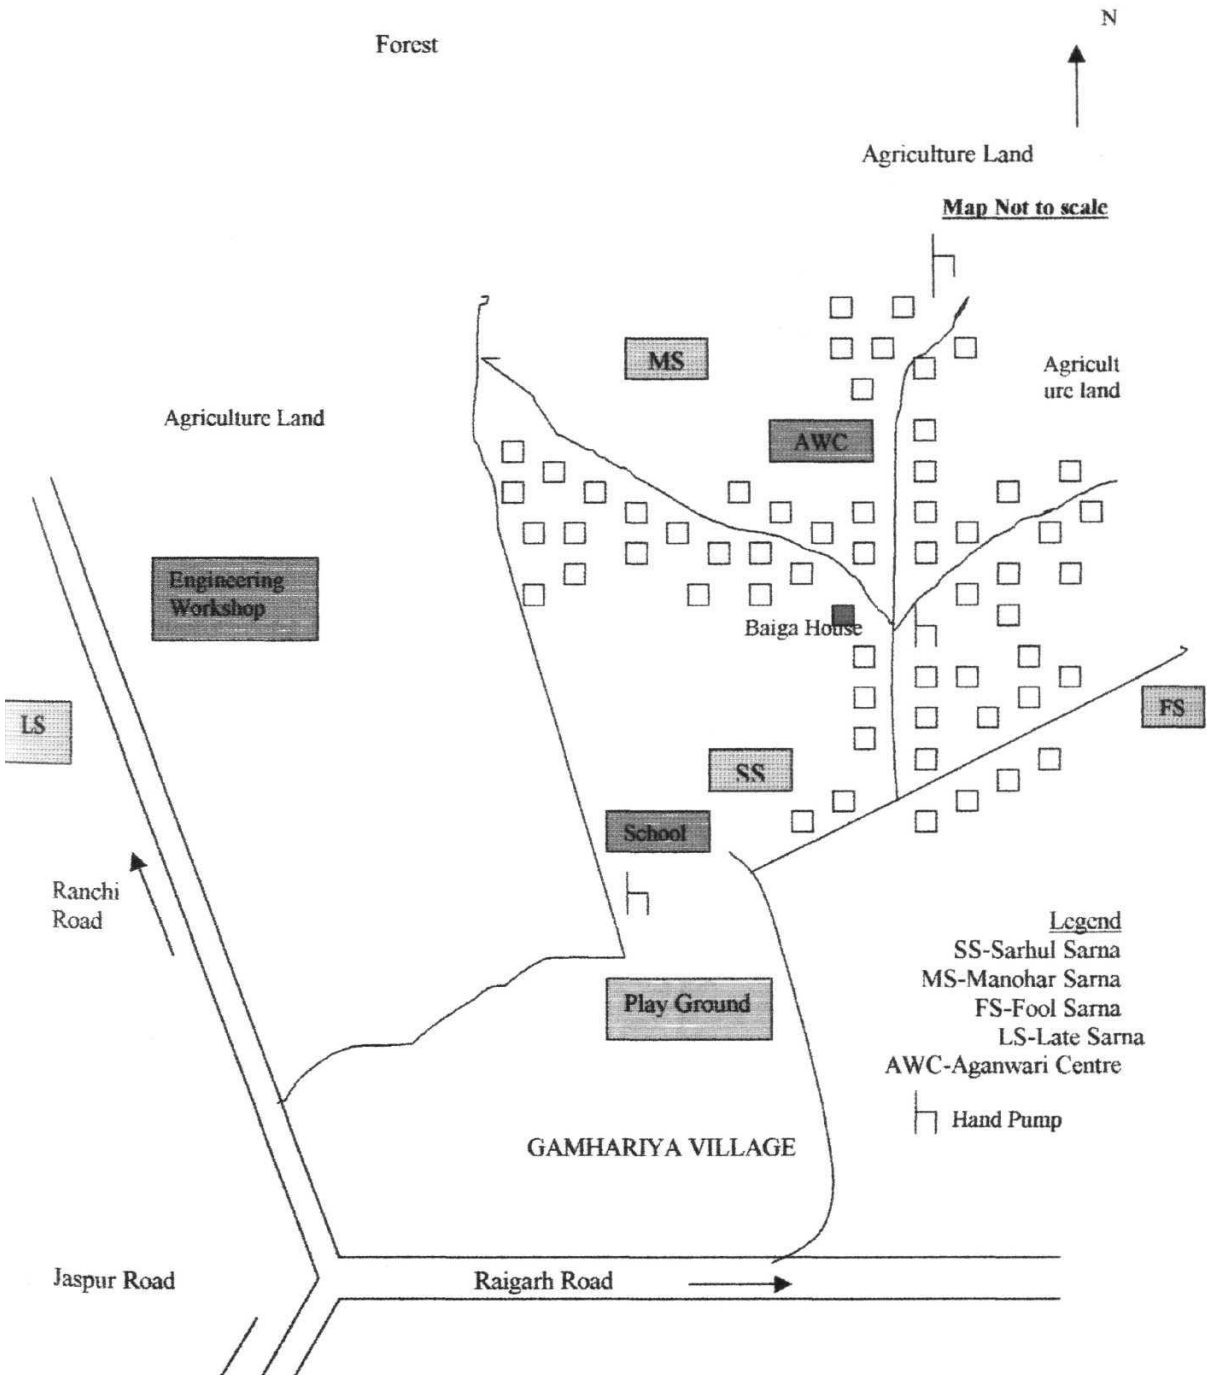 N
Forest
Agriculture Land
Map Not to scale
MS
Agricult
ure land
Agriculture Land
AWC
Engineering
Workshop
Baiga House
LS
FS
SS
School
Ranchi
Road
Legend
SS-Sarhul Sarna
MS-Manohar Sarna
FS-Fool Sarna
LS-Late Sarna
AWC-Aganwari Centre
Play Ground
Hand Pump
GAMHARIYA VILLAGE
Jaspur Road
Raigarh Road